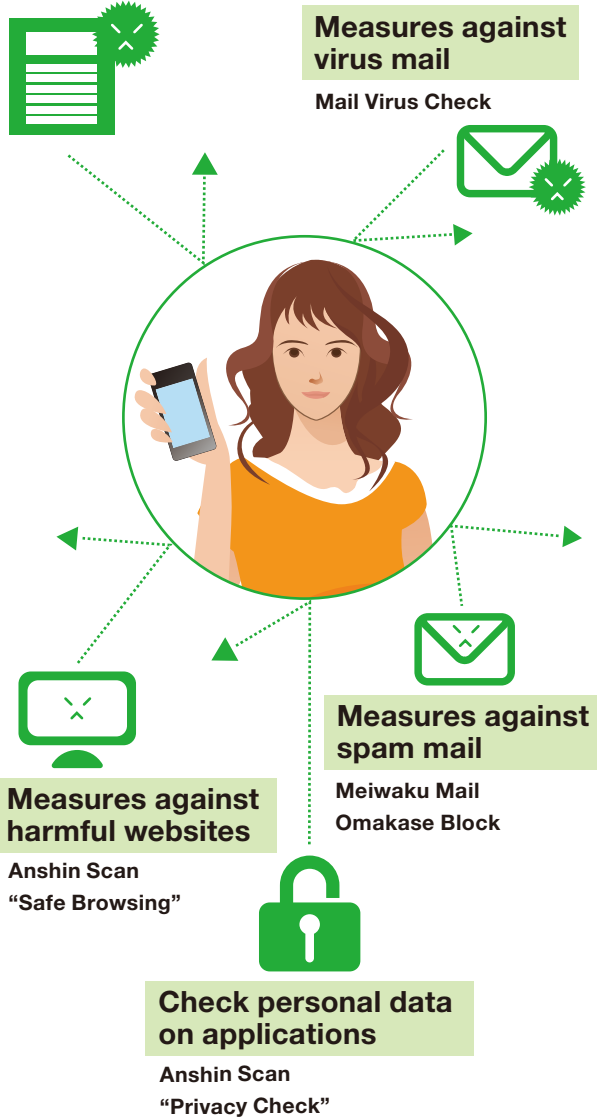 Measures against
virus mail
Mail Virus Check
Measures against
spam mail
Meiwaku Mail
Omakase Block
Measures against
harmful websites
Anshin Scan
“Safe Browsing”
Check personal data
on applications
Anshin Scan
“Privacy Check”